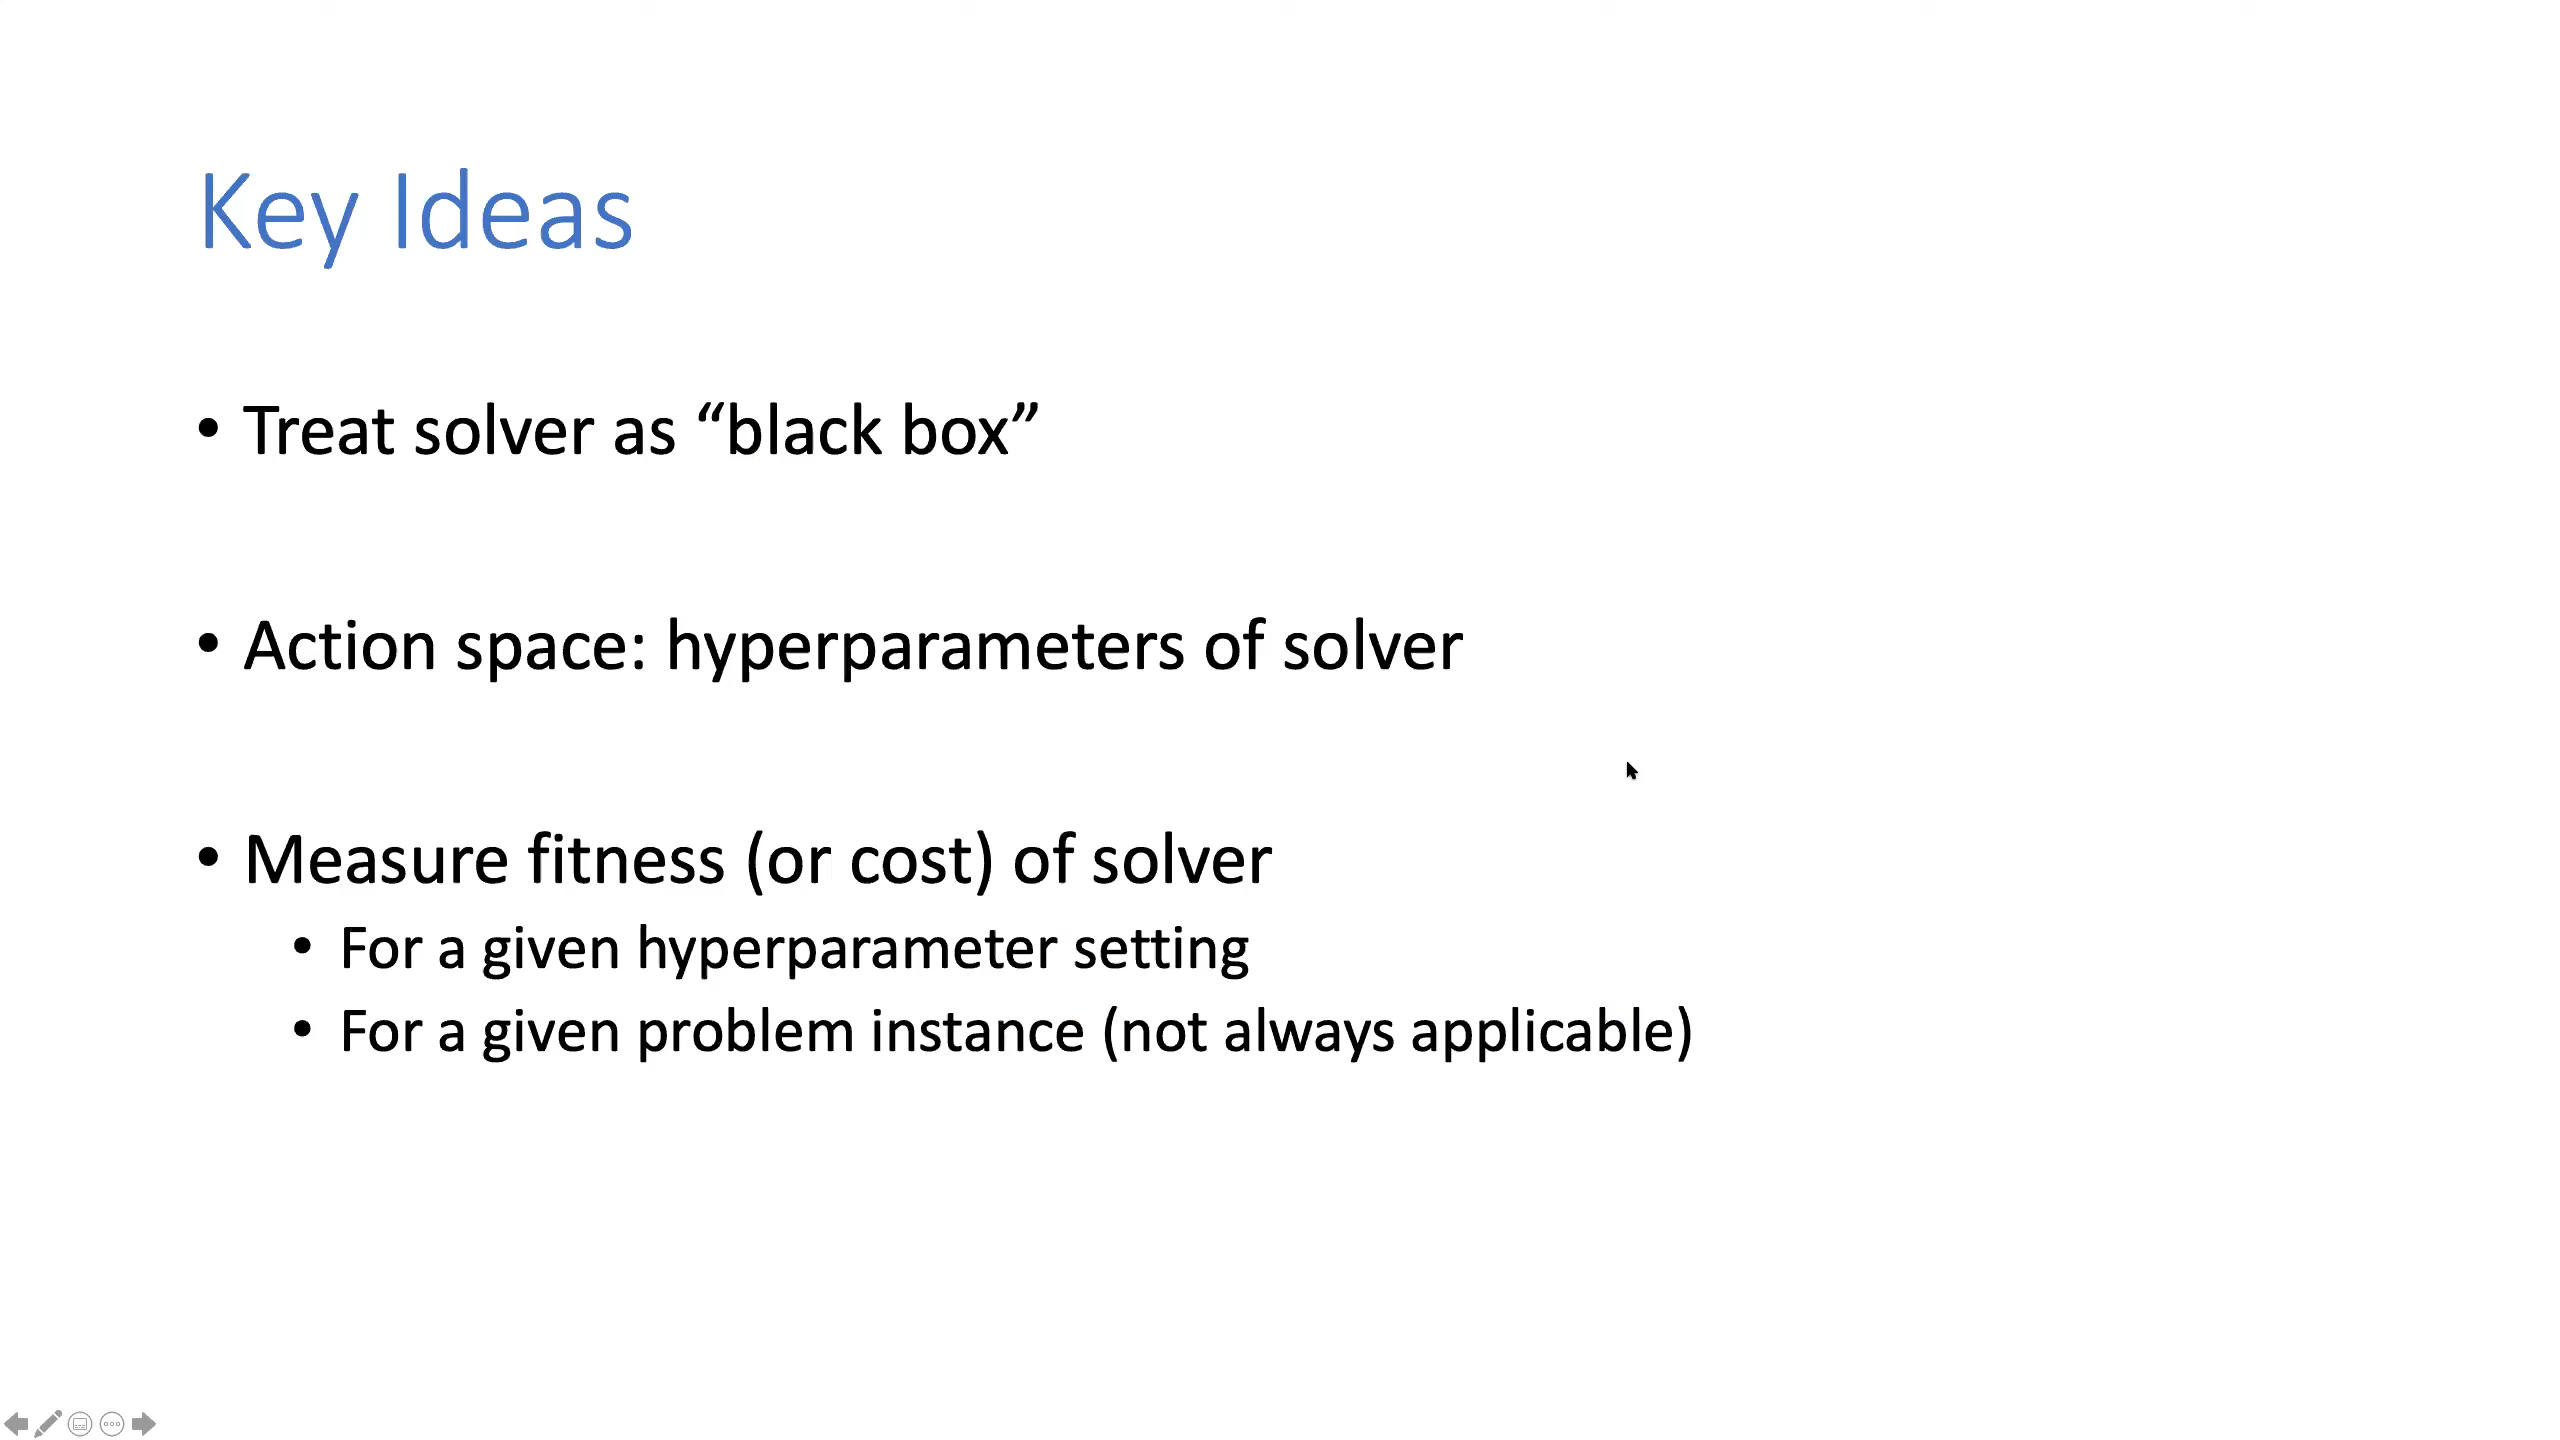 Key Ideas
• Treat solver as “black box”
• Action space: hyperparameters of solver
• Measure fitness (or cost) of solver
• For a given hyperparameter setting
• For a given problem instance (not always applicable)